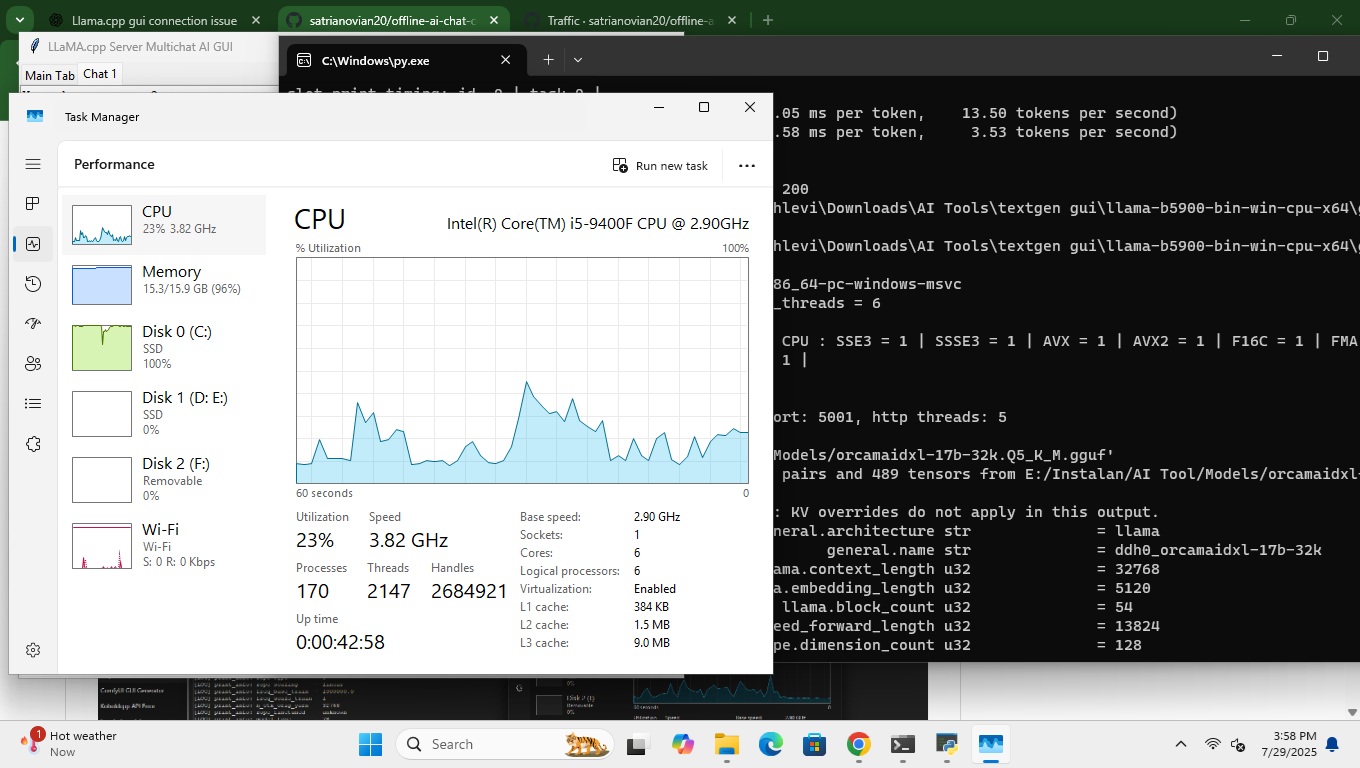 Llama.cpp gui connection issue
satrianovian20/offline-ai-chat-c
Traffic · satrianovian20/offline-a
LLaMA.cpp Server Multichat AI GUI
Main Tab
Chat 1
C:\Windows\py.exe
.05 ms per token,    13.50 tokens per second)
.58 ms per token,     3.53 tokens per second)
200
hlevi\Downloads\AI Tools\textgen gui\llama-b5900-bin-win-cpu-x64\g
hlevi\Downloads\AI Tools\textgen gui\llama-b5900-bin-win-cpu-x64\g
86_64-pc-windows-msvc
_threads = 6
CPU : SSE3 = 1 | SSSE3 = 1 | AVX = 1 | AVX2 = 1 | F16C = 1 | FMA
1 |
ort: 5001, http threads: 5
Models/orcamaidxl-17b-32k.Q5_K_M.gguf'
pairs and 489 tensors from E:/Instalan/AI Tool/Models/orcamaidxl-
: KV overrides do not apply in this output.
neral.architecture str              = llama
general.name str              = ddh0_orcamaidxl-17b-32k
ama.context_length u32              = 32768
a.embedding_length u32              = 5120
llama.block_count u32              = 54
eed_forward_length u32              = 13824
pe.dimension_count u32              = 128
Task Manager
Performance
Run new task
CPU
23% 3.82 GHz
Memory
15.3/15.9 GB (96%)
Disk 0 (C:)
SSD
100%
Disk 1 (D: E:)
SSD
0%
Disk 2 (F:)
Removable
0%
Wi-Fi
Wi-Fi
S: 0 R: 0 Kbps
CPU
Intel(R) Core(TM) i5-9400F CPU @ 2.90GHz
% Utilization
100%
60 seconds
0
Utilization
Speed
23%
3.82 GHz
Processes
Threads
Handles
170
2147
2684921
Up time
0:00:42:58
Base speed: 2.90 GHz
Sockets: 1
Cores: 6
Logical processors: 6
Virtualization: Enabled
L1 cache: 384 KB
L2 cache: 1.5 MB
L3 cache: 9.0 MB
ComfyUI GUI Generator
Disk 2 (F:)
1
Hot weather
Now
Search
3:58 PM
7/29/2025